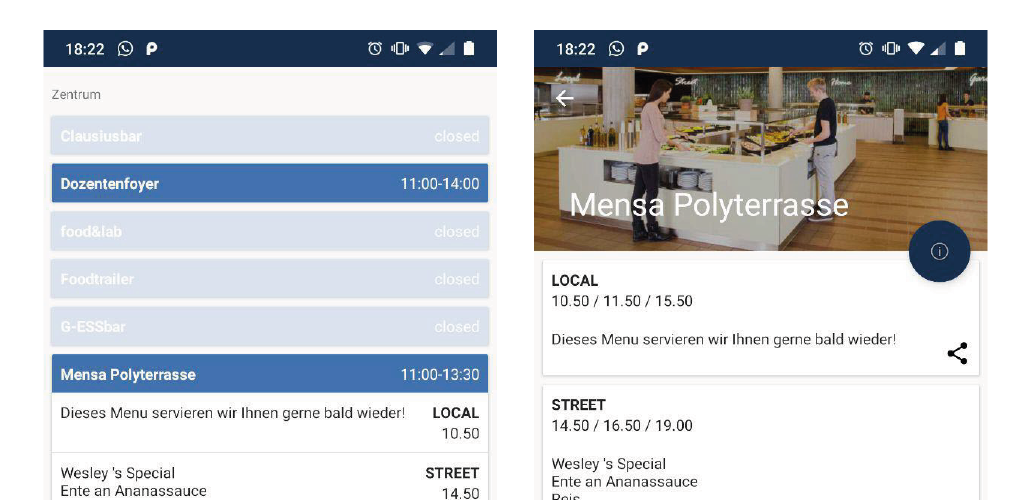 18:22
Zentrum
Clausiusbar closed
Dozentenfoyer 11:00-14:00
food&lab closed
Foodtrailer closed
G-ESSbar closed
Mensa Polyterrasse 11:00-13:30
Dieses Menu servieren wir Ihnen gerne bald wieder! LOCAL
10.50
Wesley 's Special STREET
Ente an Ananassauce 14.50
18:22
Local Street Home
Mensa Polyterrasse
LOCAL
10.50 / 11.50 / 15.50
Dieses Menu servieren wir Ihnen gerne bald wieder!
STREET
14.50 / 16.50 / 19.00
Wesley 's Special
Ente an Ananassauce
Reis